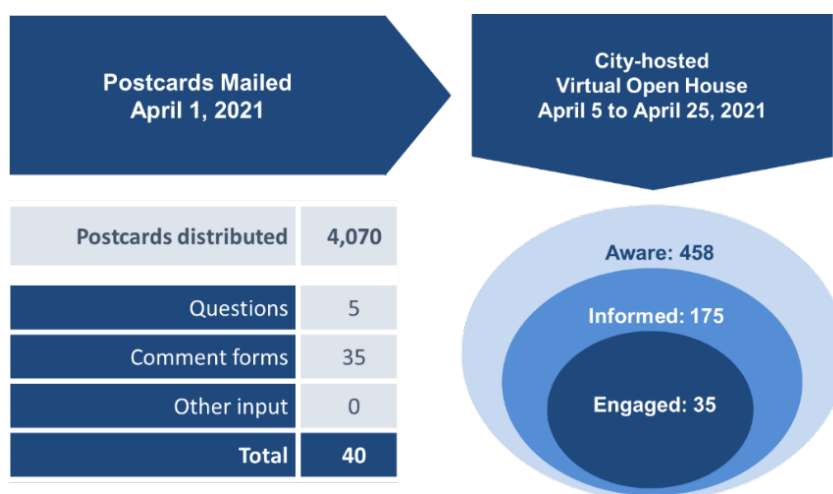 Postcards Mailed
April 1, 2021
City-hosted
Virtual Open House
April 5 to April 25, 2021
Postcards distributed 4,070
Questions 5
Comment forms 35
Other input 0
Total 40
Aware: 458
Informed: 175
Engaged: 35